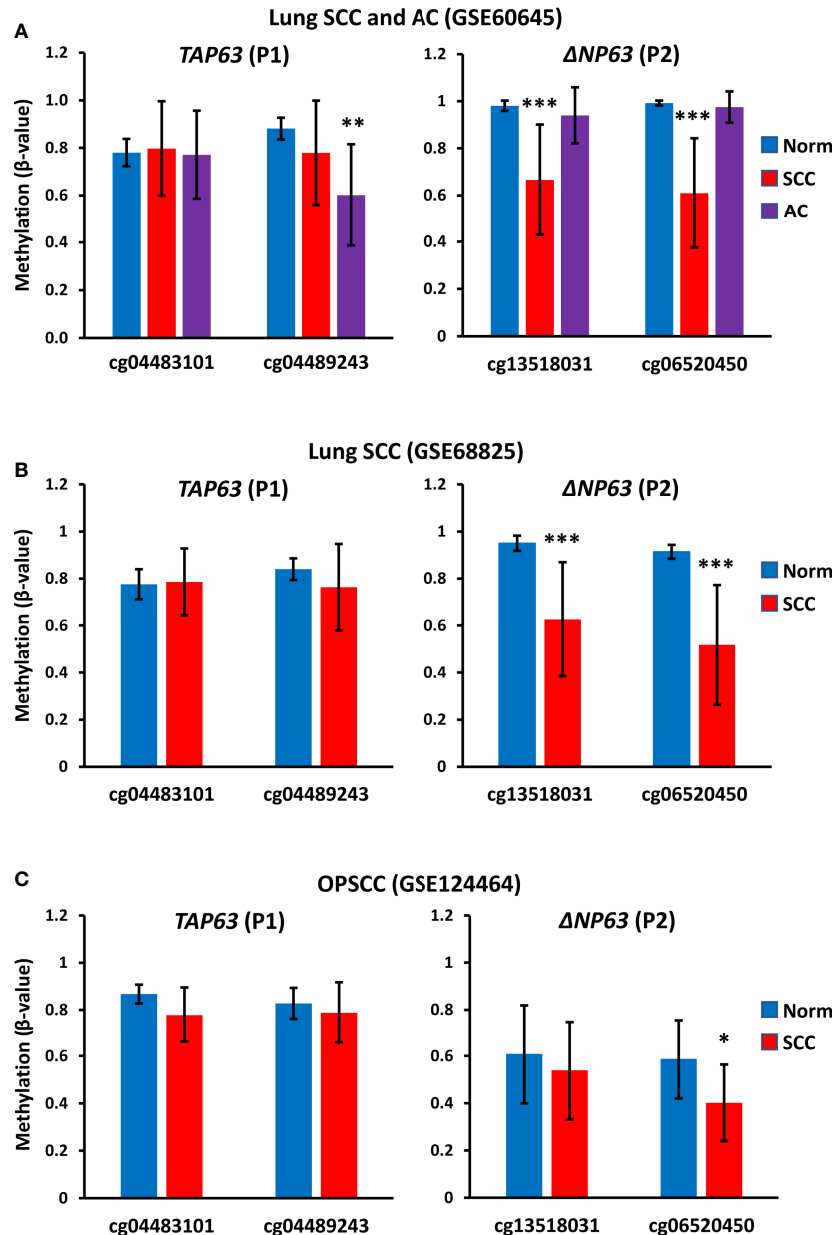 Lung SCC and AC (GSE60645)
A
TAP63 (P1)
ΔNP63 (P2)
Methylation (β-value)
1.2
1
0.8
0.6
0.4
0.2
0.0
**
cg04483101
cg04489243
1.2
1
0.8
0.6
0.4
0.2
0
***
***
cg13518031
cg06520450
Norm
SCC
AC
B
Lung SCC (GSE68825)
TAP63 (P1)
ΔNP63 (P2)
Methylation (β-value)
1.2
1
0.8
0.6
0.4
0.2
0
cg04483101
cg04489243
1.2
1
0.8
0.6
0.4
0.2
0
***
***
cg13518031
cg06520450
Norm
SCC
C
OPSCC (GSE124464)
TAP63 (P1)
ΔNP63 (P2)
Methylation (β-value)
1.2
1
0.8
0.6
0.4
0.2
0
cg04483101
cg04489243
1.2
1
0.8
0.6
0.4
0.2
0
*
cg13518031
cg06520450
Norm
SCC